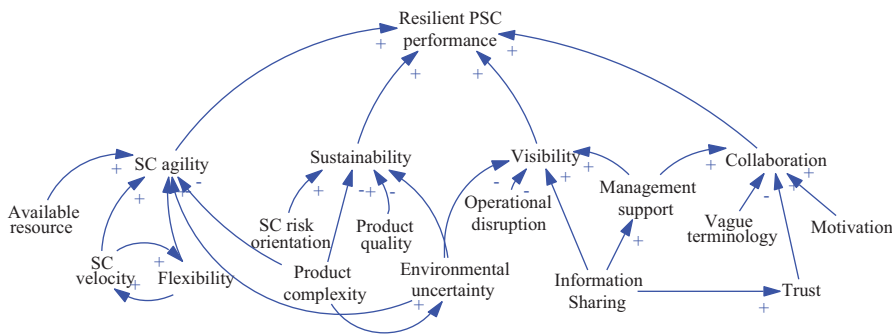 Resilient PSC
performance
+
+
+
+
SC agility
Sustainability
Visibility
Collaboration
Available
resource
SC risk
orientation
Product
quality
Operational
disruption
Management
support
Vague
terminology
Motivation
SC
velocity
Flexibility
Product
complexity
Environmental
uncertainty
Information
Sharing
Trust
+
+
+
-
+
-
+
-
-
-
+
+
+
+
-
+
+
+
+
+
+
+